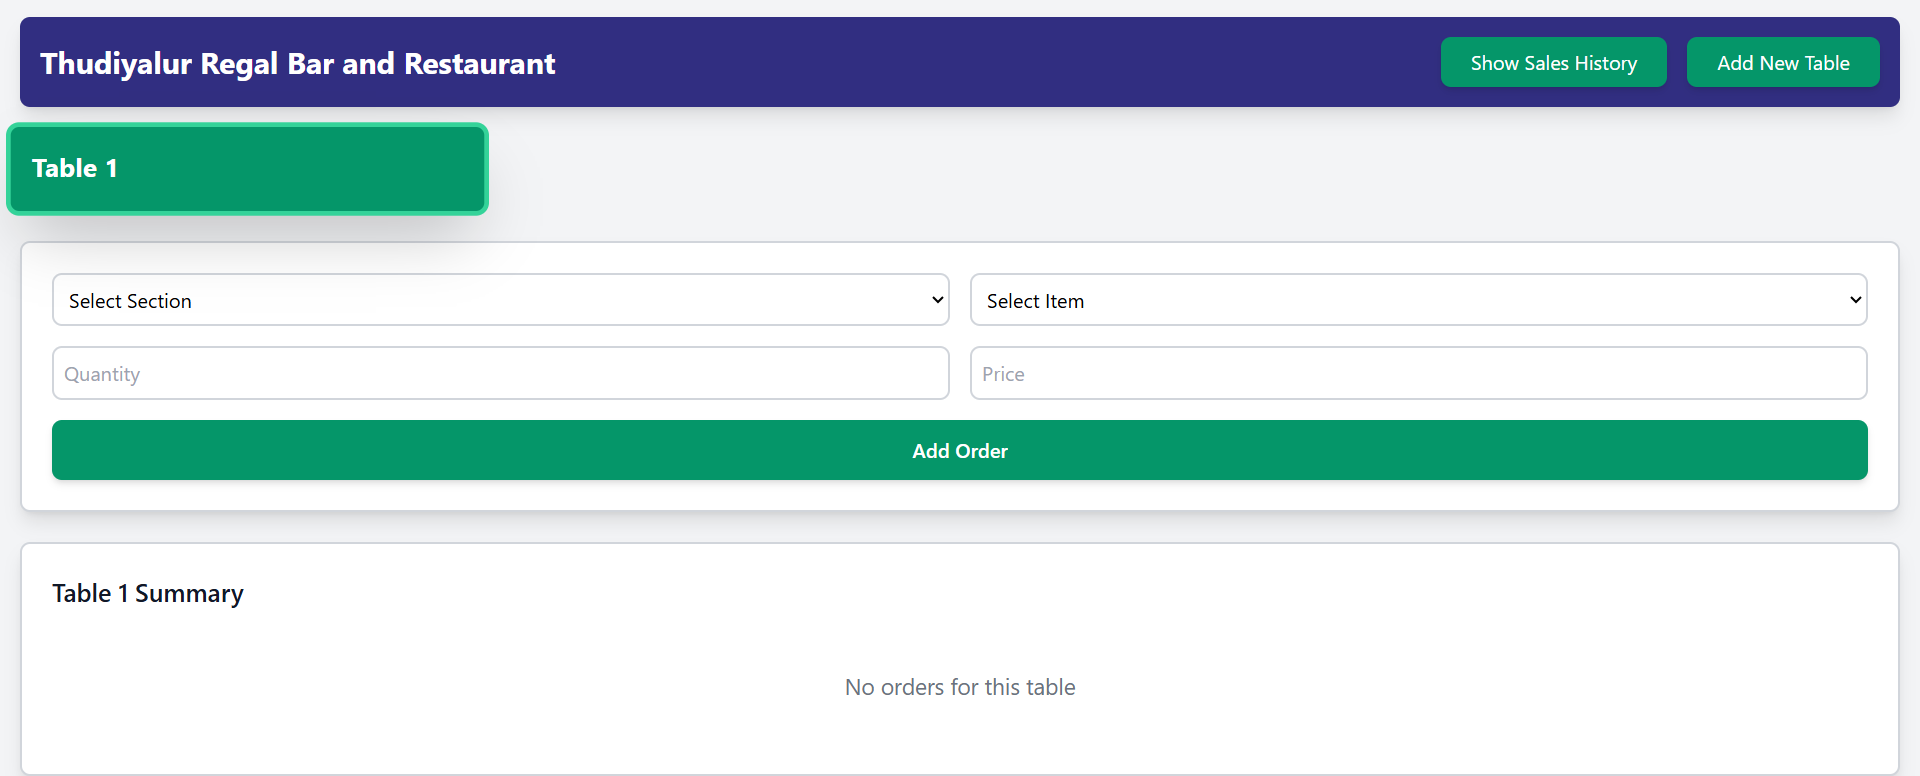 Thudiyalur Regal Bar and Restaurant
Show Sales History
Add New Table
Table 1
Select Section
Select Item
Quantity
Price
Add Order
Table 1 Summary
No orders for this table